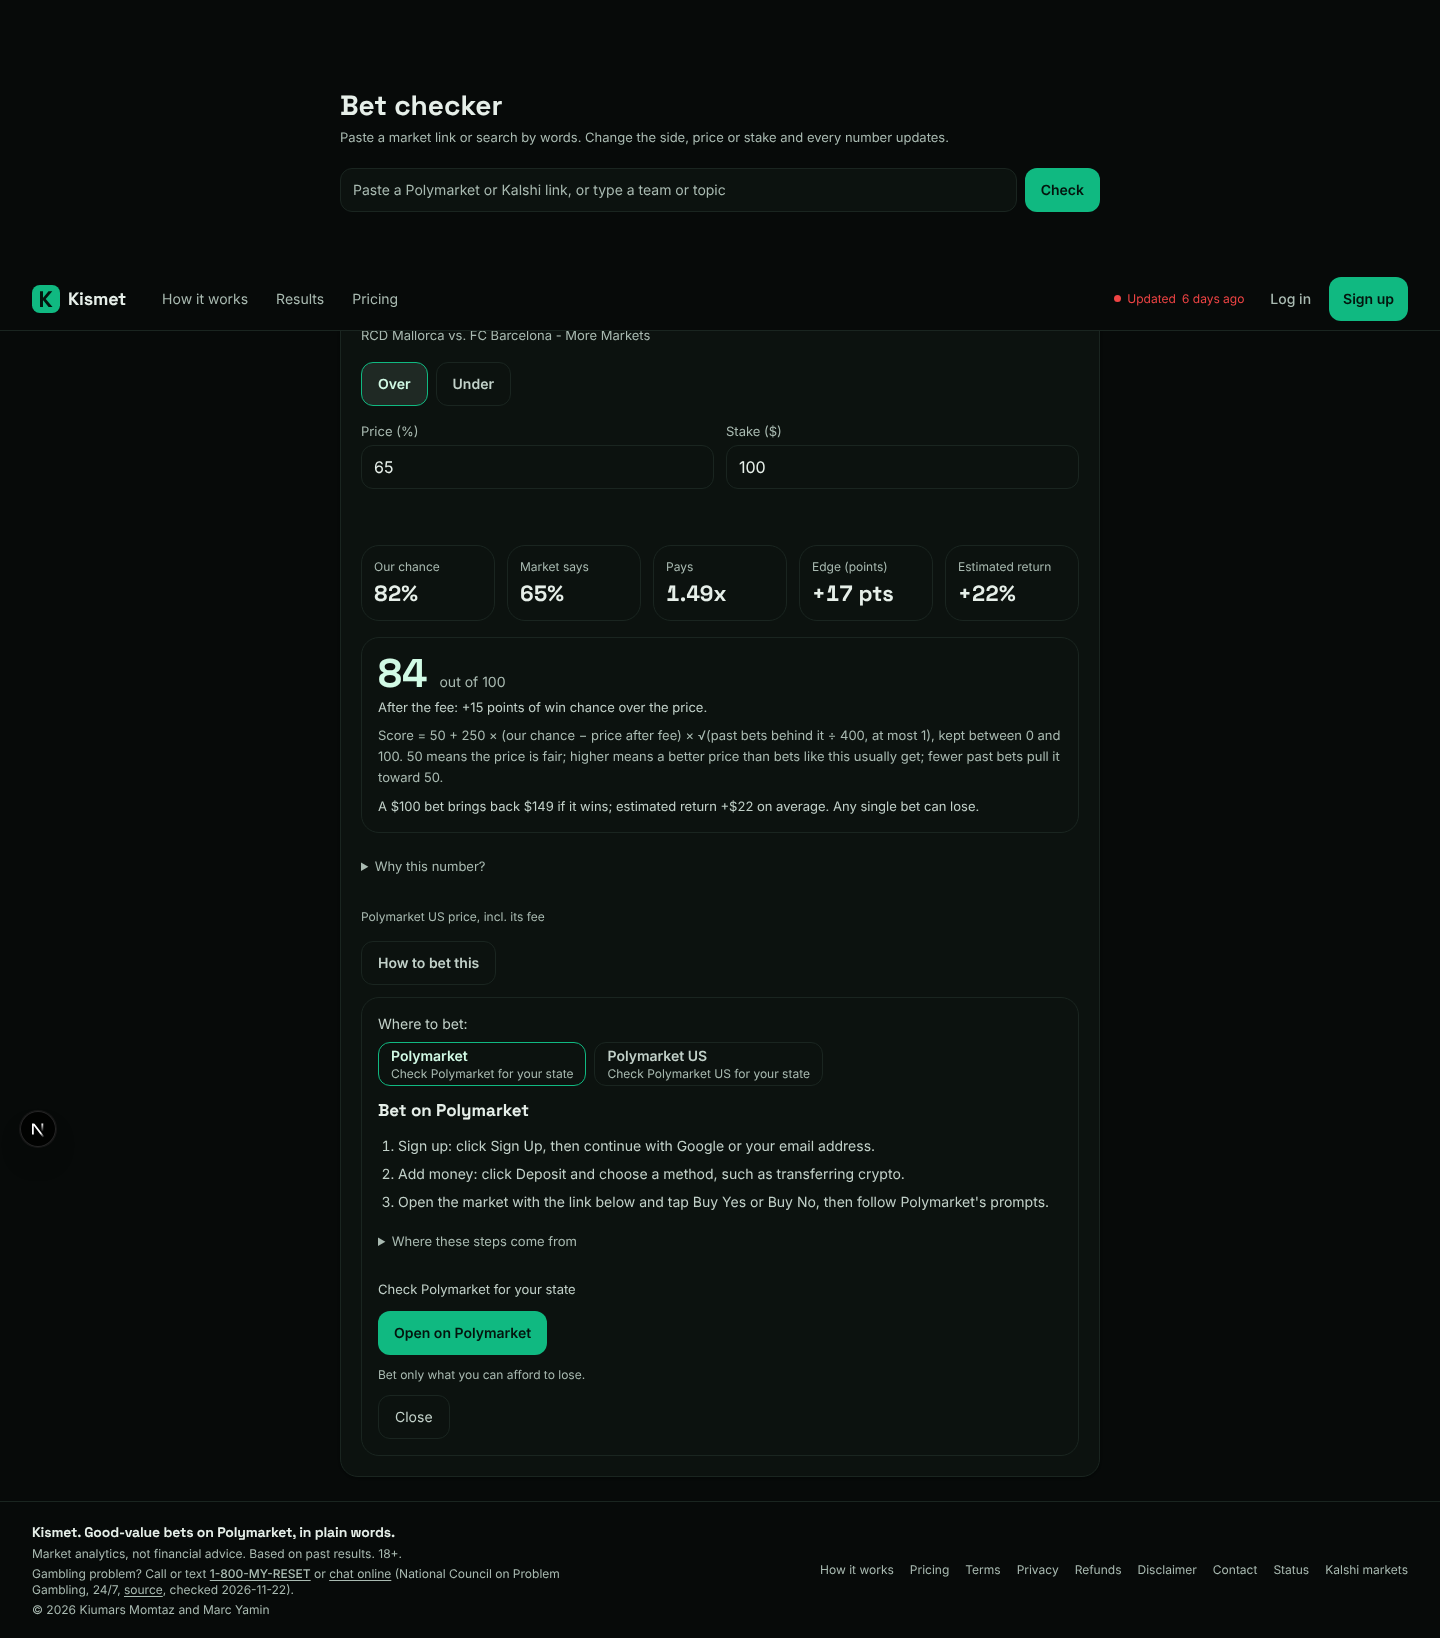 Bet checker
Paste a market link or search by words. Change the side, price or stake and every number updates.
Paste a Polymarket or Kalshi link, or type a team or topic
Check
K Kismet
How it works
Results
Pricing
Updated 6 days ago
Log in
Sign up
RCD Mallorca vs. FC Barcelona - More Markets
Over
Under
Price (%)
Stake ($)
65
100
Our chance
82%
Market says
65%
Pays
1.49x
Edge (points)
+17 pts
Estimated return
+22%
84 out of 100
After the fee: +15 points of win chance over the price.
Score = 50 + 250 × (our chance − price after fee) × √(past bets behind it ÷ 400, at most 1), kept between 0 and
100. 50 means the price is fair; higher means a better price than bets like this usually get; fewer past bets pull it
toward 50.
A $100 bet brings back $149 if it wins; estimated return +$22 on average. Any single bet can lose.
▶ Why this number?
Polymarket US price, incl. its fee
How to bet this
Where to bet:
Polymarket
Check Polymarket for your state
Polymarket US
Check Polymarket US for your state
Bet on Polymarket
1. Sign up: click Sign Up, then continue with Google or your email address.
2. Add money: click Deposit and choose a method, such as transferring crypto.
3. Open the market with the link below and tap Buy Yes or Buy No, then follow Polymarket's prompts.
▶ Where these steps come from
Check Polymarket for your state
Open on Polymarket
Bet only what you can afford to lose.
Close
N
Kismet. Good-value bets on Polymarket, in plain words.
Market analytics, not financial advice. Based on past results. 18+.
Gambling problem? Call or text 1-800-MY-RESET or chat online (National Council on Problem
Gambling, 24/7, source, checked 2026-11-22).
© 2026 Kiumars Momtaz and Marc Yamin
How it works
Pricing
Terms
Privacy
Refunds
Disclaimer
Contact
Status
Kalshi markets